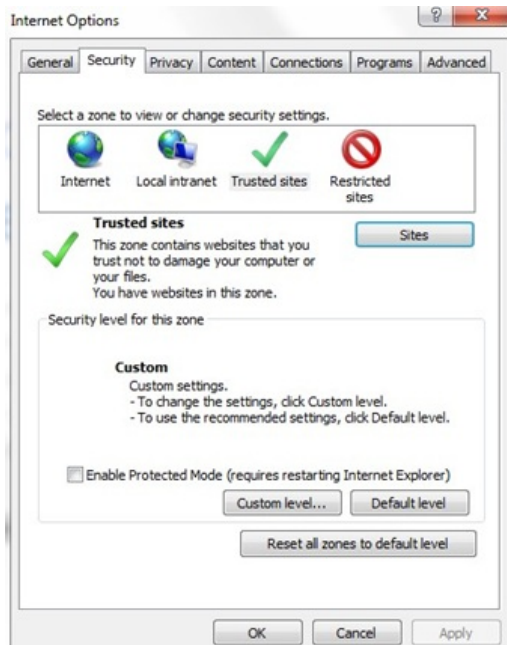 Internet Options
?
X
General Security Privacy Content Connections Programs Advanced
Select a zone to view or change security settings.
Internet Local intranet Trusted sites Restricted
sites
Trusted sites
Sites
This zone contains websites that you
trust not to damage your computer or
your files.
You have websites in this zone.
Security level for this zone
Custom
Custom settings.
- To change the settings, click Custom level.
- To use the recommended settings, click Default level.
Enable Protected Mode (requires restarting Internet Explorer)
Custom level... Default level
Reset all zones to default level
OK Cancel Apply